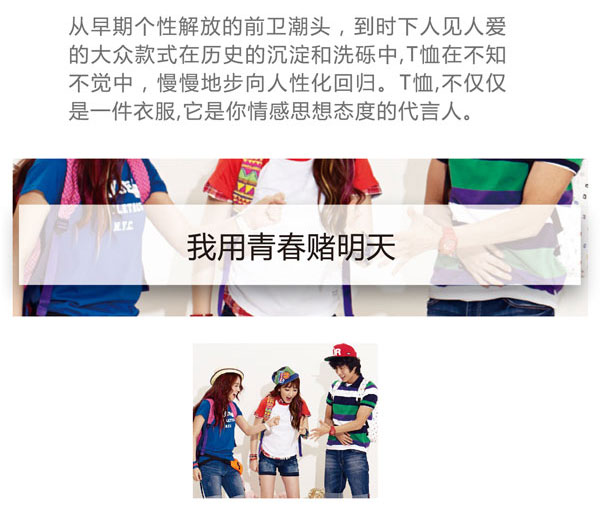 从早期个性解放的前卫潮头，到时下人见人爱
的大众款式在历史的沉淀和洗砾中,T恤在不知
不觉中，慢慢地步向人性化回归。T恤,不仅仅
是一件衣服,它是你情感思想态度的代言人。
N.Y.C
我用青春赌明天
R